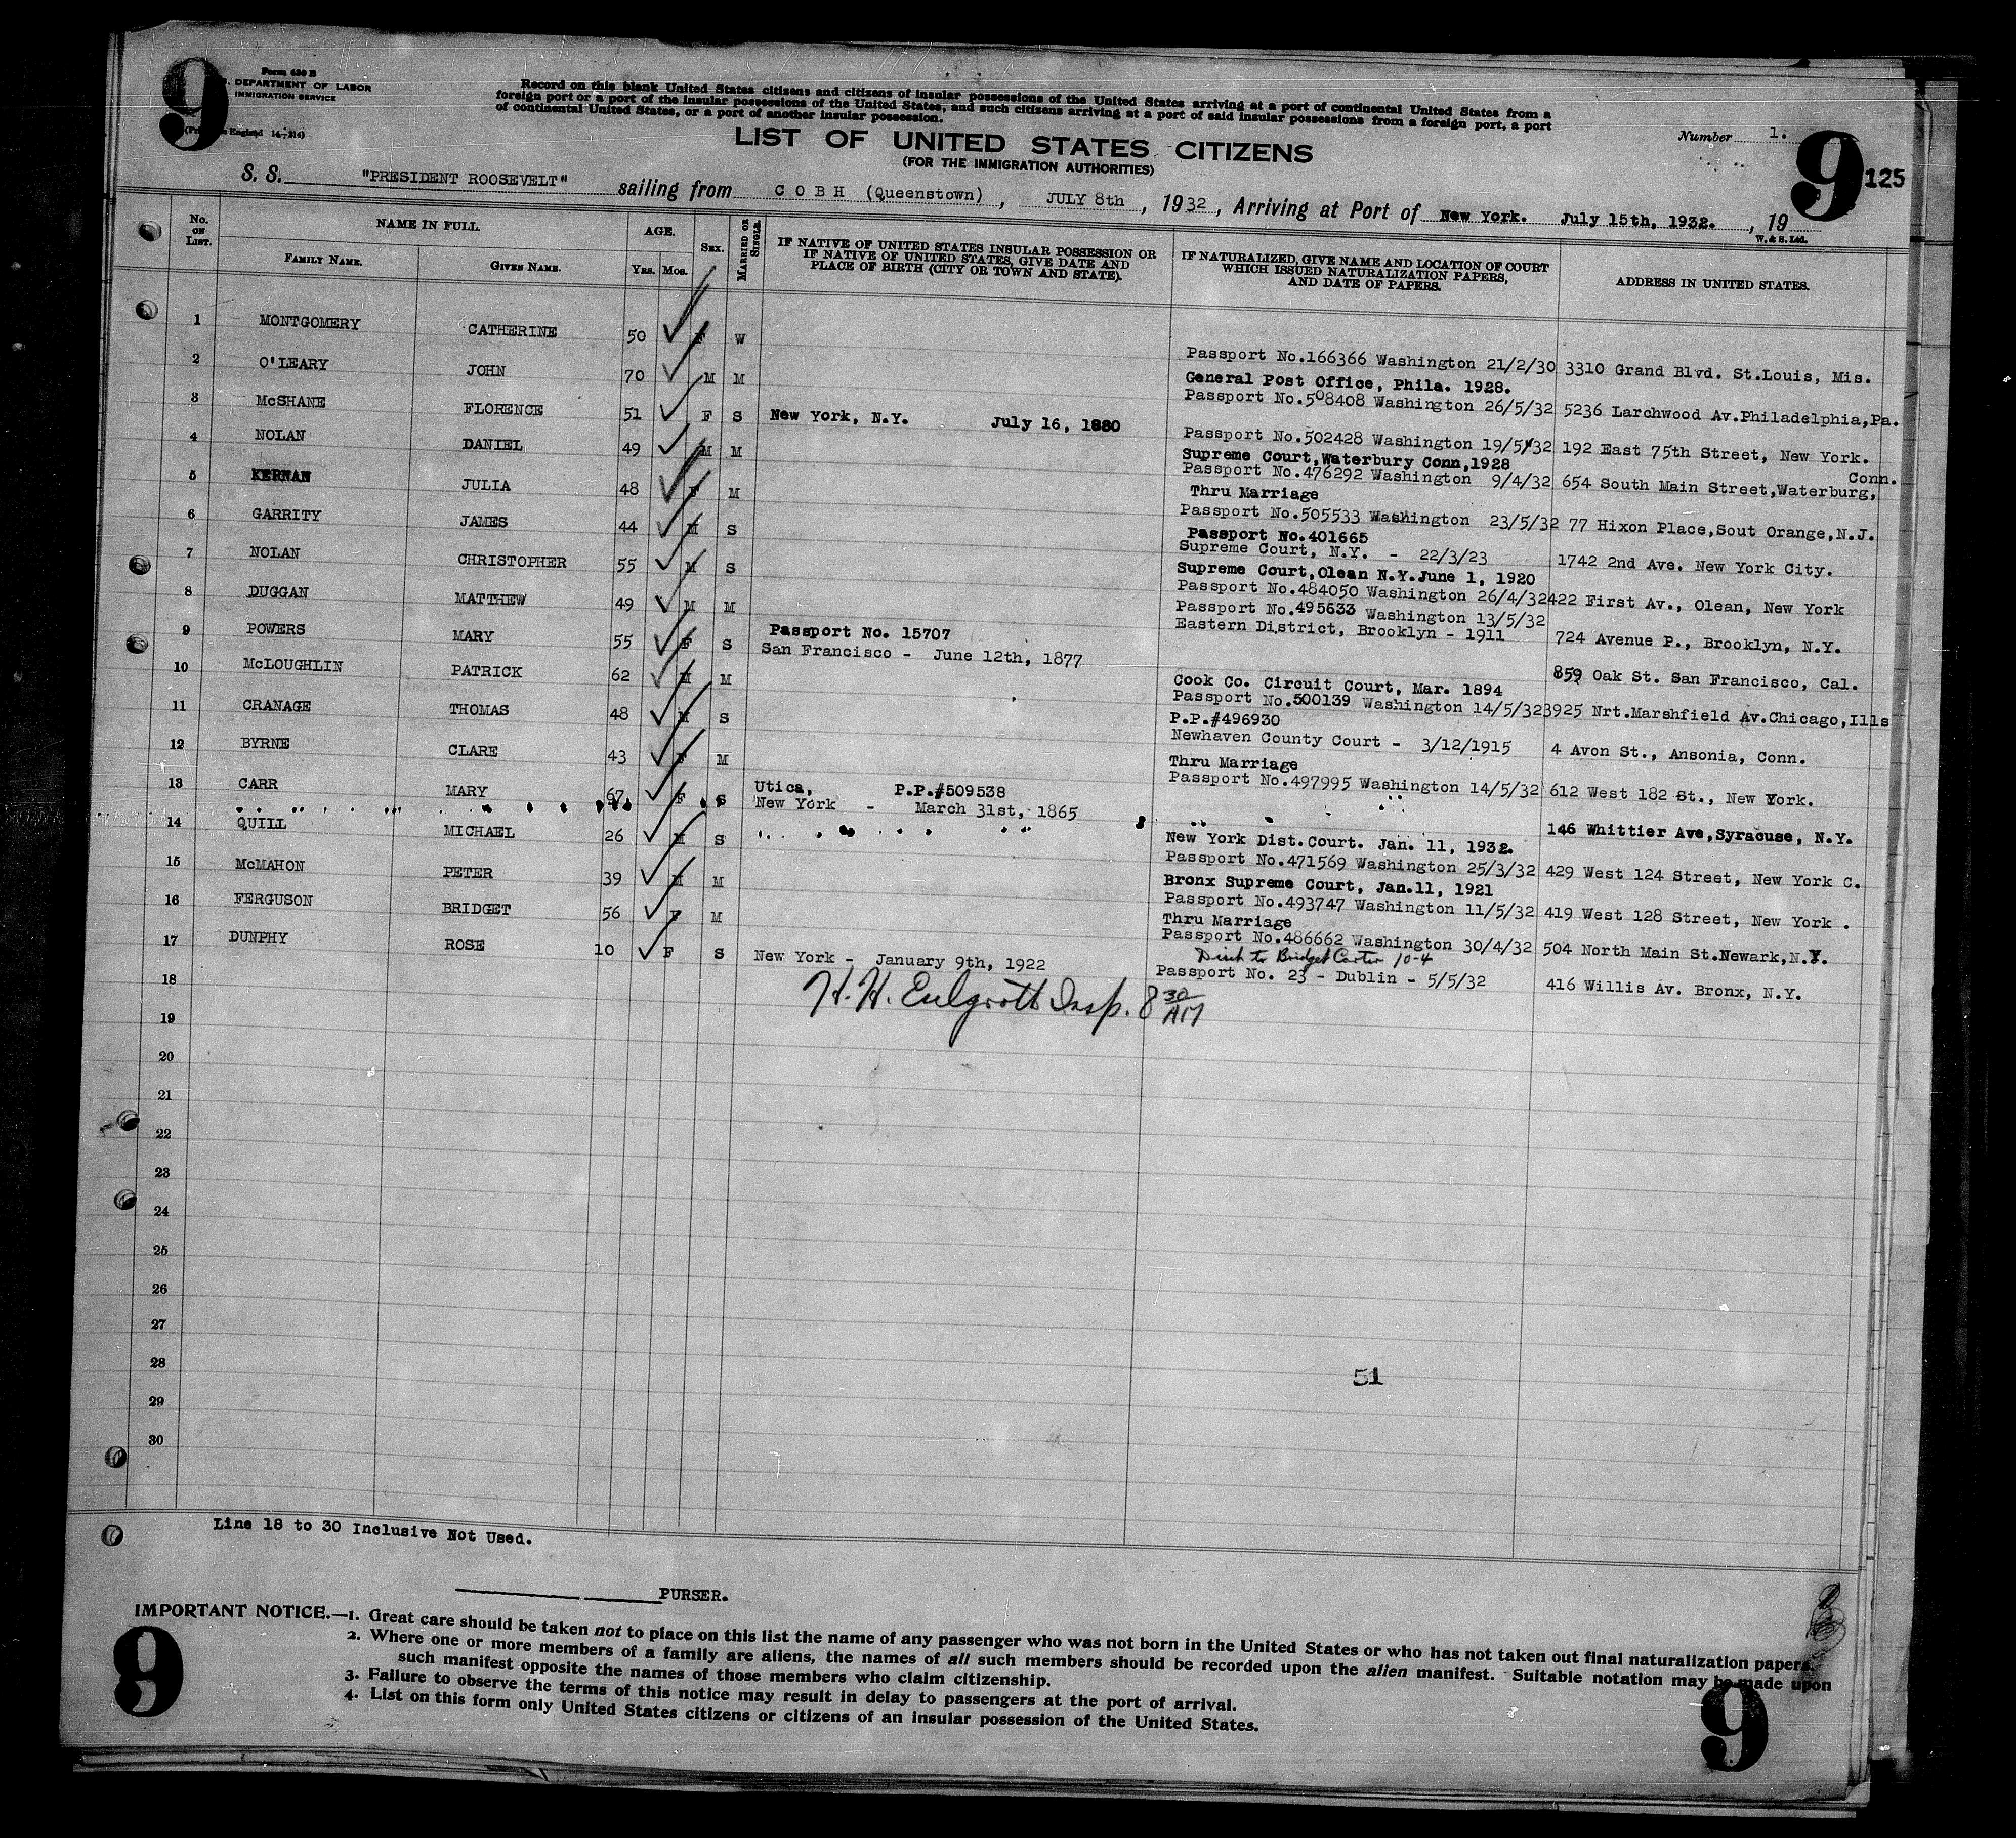 9
Form 630 B
DEPARTMENT OF LABOR
IMMIGRATION SERVICE
England 14-214)
Record on this blank United States citizens and citizens of insular possessions of the United States arriving at a port of continental United States from a
foreign port or a port of the insular possessions of the United States, and such citizens arriving at a port of said insular possessions from a foreign port, a port
of continental United States, or a port of another insular possession.
LIST OF UNITED STATES CITIZENS
(FOR THE IMMIGRATION AUTHORITIES)
Number 1.
9
125
S. S. "PRESIDENT ROOSEVELT" sailing from COBH (Queenstown), JULY 8th, 1932, Arriving at Port of New York. July 15th, 1932., 19
W. & S. Ltd.
No. ON LIST. NAME IN FULL. AGE. SEX. MARRIED OR SINGLE. IF NATIVE OF UNITED STATES INSULAR POSSESSION OR IF NATIVE OF UNITED STATES, GIVE DATE AND PLACE OF BIRTH (CITY OR TOWN AND STATE). IF NATURALIZED, GIVE NAME AND LOCATION OF COURT WHICH ISSUED NATURALIZATION PAPERS, AND DATE OF PAPERS. ADDRESS IN UNITED STATES.
FAMILY NAME. GIVEN NAME. YRS. MOS.
1 MONTGOMERY CATHERINE 50 F W
Passport No.166366 Washington 21/2/30 3310 Grand Blvd. St.Louis, Mis.
2 O'LEARY JOHN 70 M M
General Post Office, Phila. 1928.
Passport No.508408 Washington 26/5/32 5236 Larchwood Av.Philadelphia,Pa.
3 McSHANE FLORENCE 51 F S New York, N.Y. July 16, 1880
Passport No.502428 Washington 19/5/32 192 East 75th Street, New York.
4 NOLAN DANIEL 49 M M
Supreme Court,Waterbury Conn,1928
Passport No.476292 Washington 9/4/32 654 South Main Street,Waterburg, Conn.
5 KERNAN JULIA 48 F M
Thru Marriage
Passport No.505533 Washington 23/5/32 77 Hixon Place,Sout Orange,N.J.
6 GARRITY JAMES 44 M S
Passport No.401665
Supreme Court, N.Y. - 22/3/23 1742 2nd Ave. New York City.
7 NOLAN CHRISTOPHER 55 M S
Supreme Court,Olean N.Y.June 1, 1920
Passport No.484050 Washington 26/4/32 422 First Av., Olean, New York
8 DUGGAN MATTHEW 49 M M
Passport No.495633 Washington 13/5/32
Eastern District, Brooklyn - 1911 724 Avenue P., Brooklyn, N.Y.
9 POWERS MARY 55 F S Passport No. 15707
San Francisco - June 12th, 1877
859 Oak St. San Francisco, Cal.
10 McLOUGHLIN PATRICK 62 M M
Cook Co. Circuit Court, Mar. 1894
Passport No.500139 Washington 14/5/32 3925 Nrt.Marshfield Av.Chicago,Ills
11 CRANAGE THOMAS 48 M S
P.P.#496930
Newhaven County Court - 3/12/1915 4 Avon St., Ansonia, Conn.
12 BYRNE CLARE 43 F M
Thru Marriage
Passport No.497995 Washington 14/5/32 612 West 182 St., New York.
13 CARR MARY 67 F S Utica, P.P.#509538
New York - March 31st, 1865
146 Whittier Ave,Syracuse, N.Y.
14 QUILL MICHAEL 26 M S
New York Dist.Court. Jan. 11, 1932.
Passport No.471569 Washington 25/3/32 429 West 124 Street, New York C.
15 McMAHON PETER 39 M M
Bronx Supreme Court, Jan.11, 1921
Passport No.493747 Washington 11/5/32 419 West 128 Street, New York .
16 FERGUSON BRIDGET 56 F M
Thru Marriage
Passport No.486662 Washington 30/4/32 504 North Main St.Newark,N.Y.
17 DUNPHY ROSE 10 F S New York - January 9th, 1922
Disch to Bridget Carter 10-4
Passport No. 23 - Dublin - 5/5/32 416 Willis Av. Bronx, N.Y.
18
H. H. Insp. 8 30 AM
19
20
21
22
23
24
25
26
27
28
51
29
30
Line 18 to 30 Inclusive Not Used.
PURSER.
IMPORTANT NOTICE.—1. Great care should be taken not to place on this list the name of any passenger who was not born in the United States or who has not taken out final naturalization papers.
2. Where one or more members of a family are aliens, the names of all such members should be recorded upon the alien manifest. Suitable notation may be made upon
such manifest opposite the names of those members who claim citizenship.
3. Failure to observe the terms of this notice may result in delay to passengers at the port of arrival.
4. List on this form only United States citizens or citizens of an insular possession of the United States.
9
9